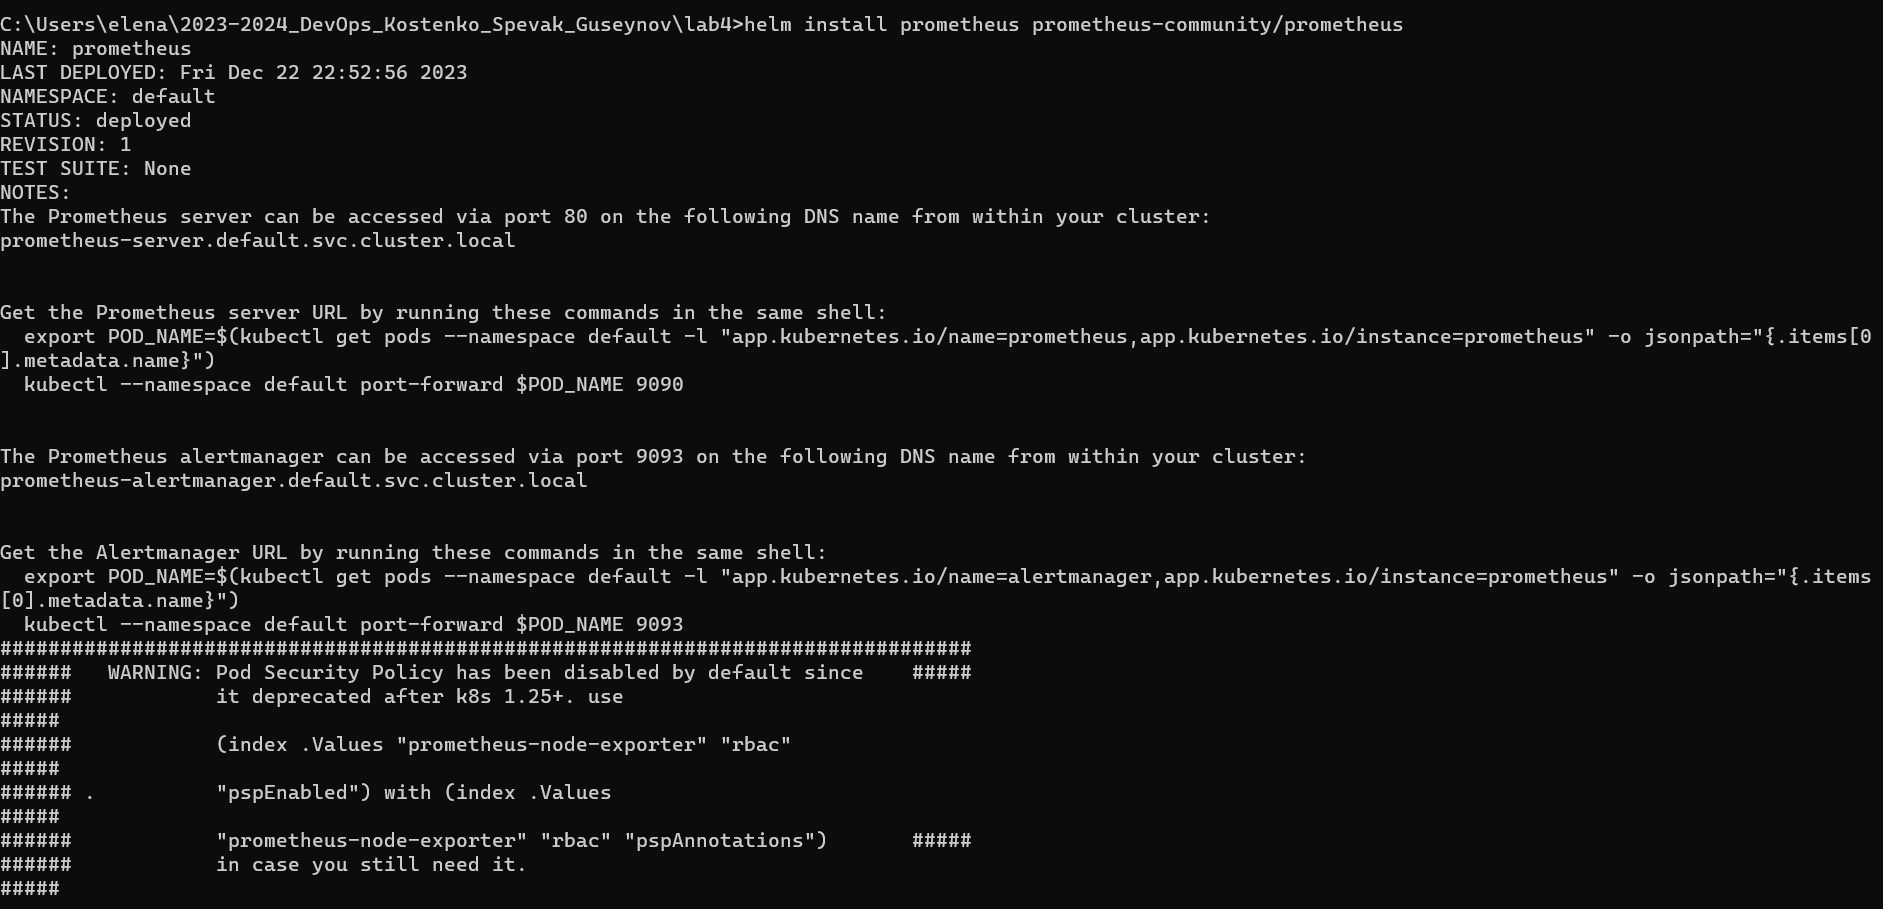 C:\Users\elena\2023-2024_DevOps_Kostenko_Spevak_Guseynov\lab4>helm install prometheus prometheus-community/prometheus
NAME: prometheus
LAST DEPLOYED: Fri Dec 22 22:52:56 2023
NAMESPACE: default
STATUS: deployed
REVISION: 1
TEST SUITE: None
NOTES:
The Prometheus server can be accessed via port 80 on the following DNS name from within your cluster:
prometheus-server.default.svc.cluster.local


Get the Prometheus server URL by running these commands in the same shell:
  export POD_NAME=$(kubectl get pods --namespace default -l "app.kubernetes.io/name=prometheus,app.kubernetes.io/instance=prometheus" -o jsonpath="{.items[0
].metadata.name}")
  kubectl --namespace default port-forward $POD_NAME 9090


The Prometheus alertmanager can be accessed via port 9093 on the following DNS name from within your cluster:
prometheus-alertmanager.default.svc.cluster.local


Get the Alertmanager URL by running these commands in the same shell:
  export POD_NAME=$(kubectl get pods --namespace default -l "app.kubernetes.io/name=alertmanager,app.kubernetes.io/instance=prometheus" -o jsonpath="{.items
[0].metadata.name}")
  kubectl --namespace default port-forward $POD_NAME 9093
#################################################################################
######   WARNING: Pod Security Policy has been disabled by default since    #####
######            it deprecated after k8s 1.25+. use
#####
######            (index .Values "prometheus-node-exporter" "rbac"
#####
###### .          "pspEnabled") with (index .Values
#####
######            "prometheus-node-exporter" "rbac" "pspAnnotations")       #####
######            in case you still need it.
#####